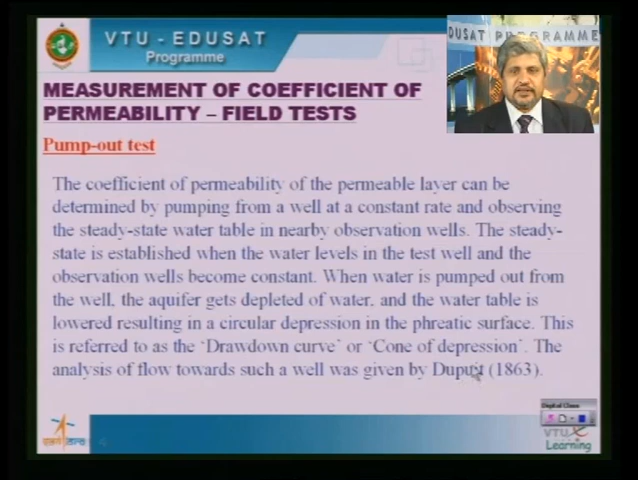 VTU - EDUSAT
Programme
DUSAT PROGRAMME
MEASUREMENT OF COEFFICIENT OF
PERMEABILITY – FIELD TESTS
Pump-out test
The coefficient of permeability of the permeable layer can be
determined by pumping from a well at a constant rate and observing
the steady-state water table in nearby observation wells. The steady-
state is established when the water levels in the test well and the
observation wells become constant. When water is pumped out from
the well, the aquifer gets depleted of water, and the water table is
lowered resulting in a circular depression in the phreatic surface. This
is referred to as the ‘Drawdown curve’ or ‘Cone of depression’. The
analysis of flow towards such a well was given by Dupuit (1863).
VTU
Learning